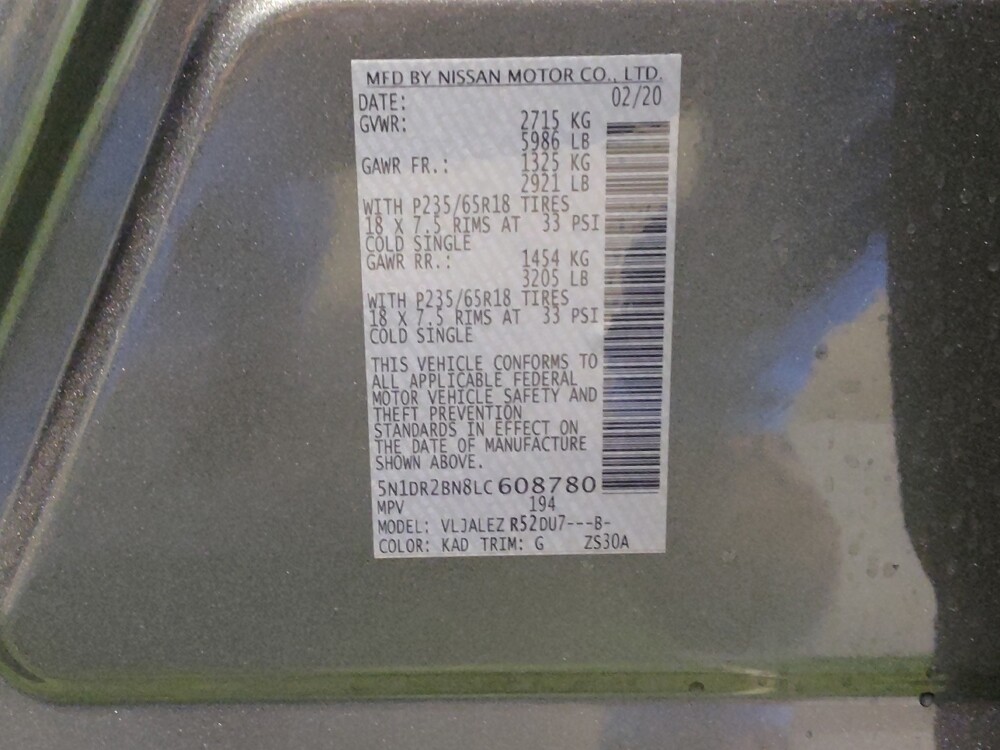 MFD BY NISSAN MOTOR CO., LTD.
DATE: 02/20
GVWR: 2715 KG
5986 LB
GAWR FR.: 1325 KG
2921 LB
WITH P235/65R18 TIRES
18 X 7.5 RIMS AT 33 PSI
COLD SINGLE
GAWR RR.: 1454 KG
3205 LB
WITH P235/65R18 TIRES
18 X 7.5 RIMS AT 33 PSI
COLD SINGLE
THIS VEHICLE CONFORMS TO
ALL APPLICABLE FEDERAL
MOTOR VEHICLE SAFETY AND
THEFT PREVENTION
STANDARDS IN EFFECT ON
THE DATE OF MANUFACTURE
SHOWN ABOVE.
5N1DR2BN8LC608780
MPV 194
MODEL: VLJALEZ R52DU7---B-
COLOR: KAD TRIM: G ZS30A